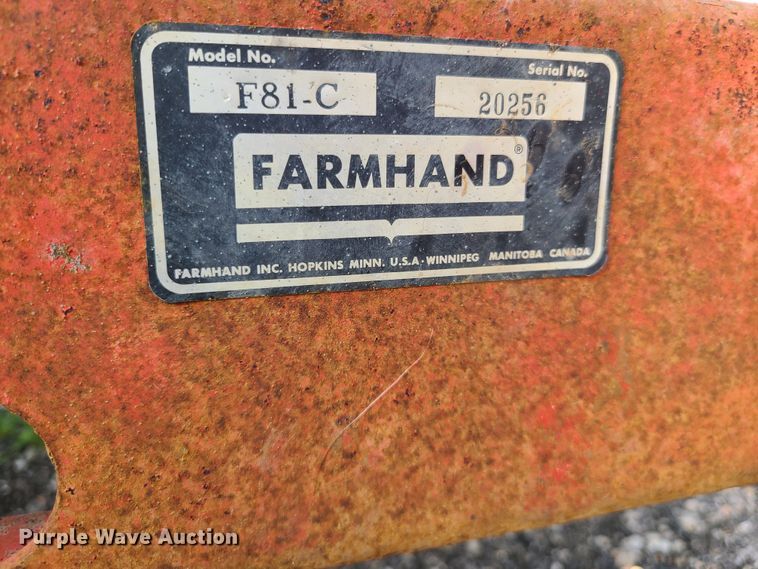 Model No. Serial No.
F81-C 20256
FARMHAND®
FARMHAND INC. HOPKINS MINN. U.S.A - WINNIPEG MANITOBA CANADA
Purple Wave Auction